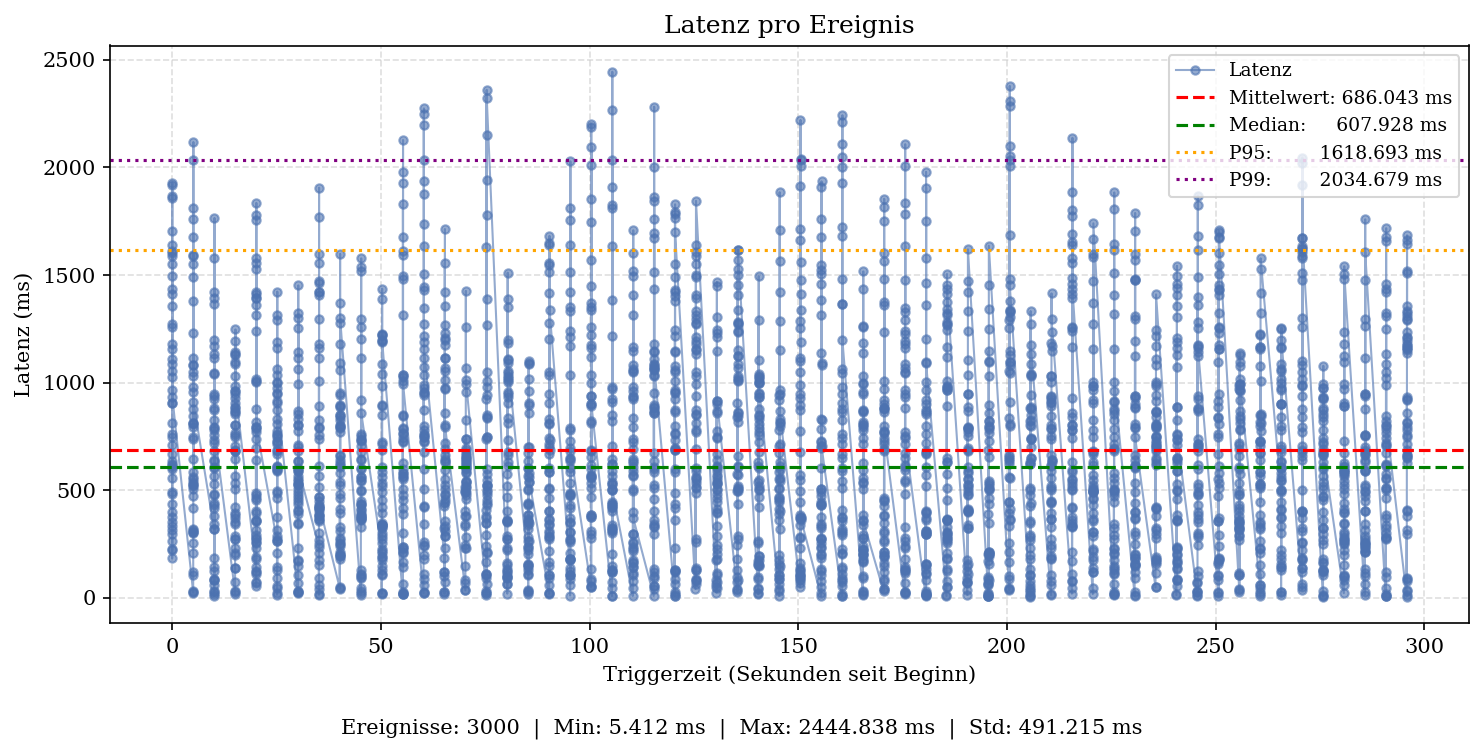 Latenz pro Ereignis
Latenz (ms)
2500
2000
1500
1000
500
0
Latenz
Mittelwert: 686.043 ms
Median: 607.928 ms
P95: 1618.693 ms
P99: 2034.679 ms
0 50 100 150 200 250 300
Triggerzeit (Sekunden seit Beginn)
Ereignisse: 3000 | Min: 5.412 ms | Max: 2444.838 ms | Std: 491.215 ms